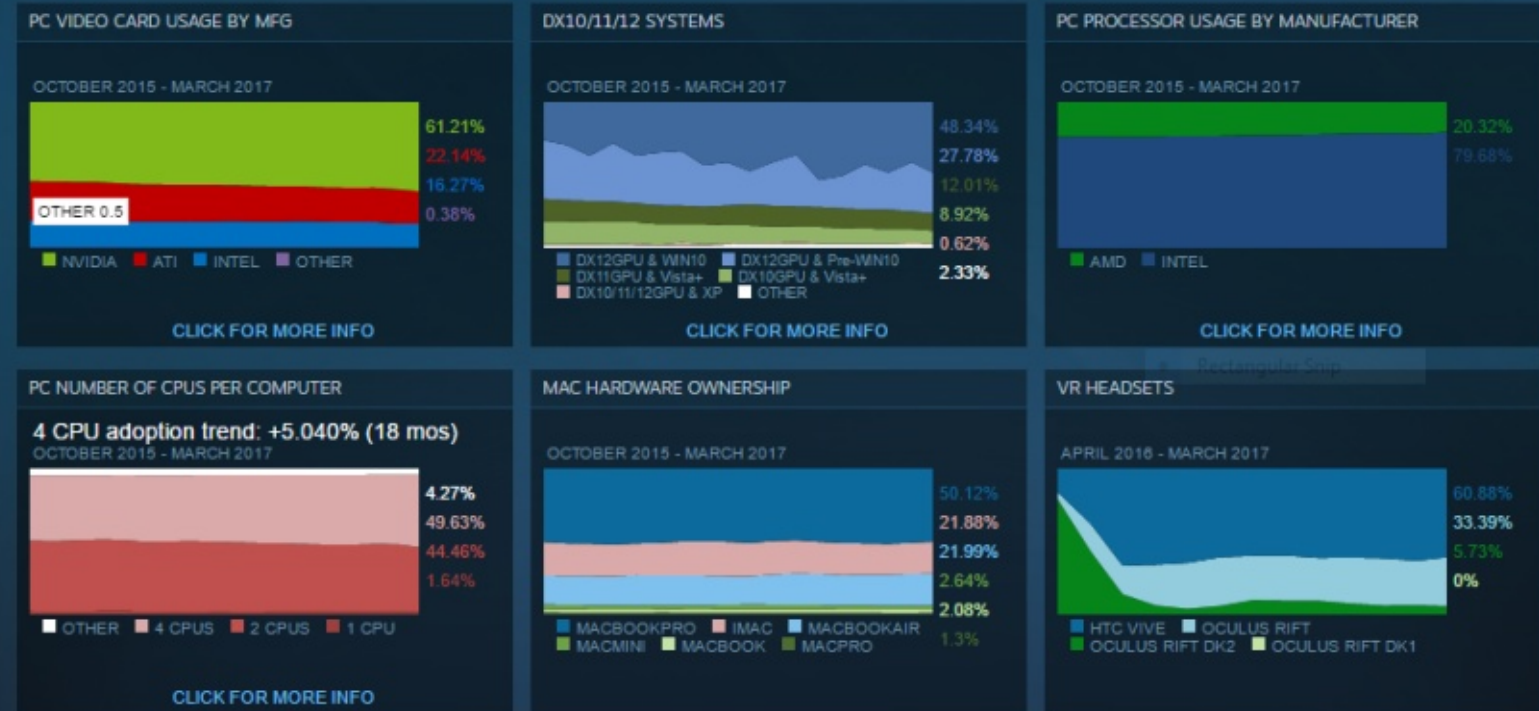 PC VIDEO CARD USAGE BY MFG
OCTOBER 2015 - MARCH 2017
61.21%
22.14%
16.27%
0.38%
OTHER 0.5
NVIDIA ATI INTEL OTHER
CLICK FOR MORE INFO
DX10/11/12 SYSTEMS
OCTOBER 2015 - MARCH 2017
48.34%
27.78%
12.01%
8.92%
0.62%
2.33%
DX12GPU & WIN10 DX12GPU & Pre-WIN10
DX11GPU & Vista+ DX10GPU & Vista+
DX10/11/12GPU & XP OTHER
CLICK FOR MORE INFO
PC PROCESSOR USAGE BY MANUFACTURER
OCTOBER 2015 - MARCH 2017
20.32%
79.68%
AMD INTEL
CLICK FOR MORE INFO
Rectangular Snip
PC NUMBER OF CPUS PER COMPUTER
4 CPU adoption trend: +5.040% (18 mos)
OCTOBER 2015 - MARCH 2017
4.27%
49.63%
44.46%
1.64%
OTHER 4 CPUS 2 CPUS 1 CPU
CLICK FOR MORE INFO
MAC HARDWARE OWNERSHIP
OCTOBER 2015 - MARCH 2017
50.12%
21.88%
21.99%
2.64%
2.08%
1.3%
MACBOOKPRO IMAC MACBOOKAIR
MACMINI MACBOOK MACPRO
VR HEADSETS
APRIL 2016 - MARCH 2017
60.88%
33.39%
5.73%
0%
HTC VIVE OCULUS RIFT
OCULUS RIFT DK2 OCULUS RIFT DK1